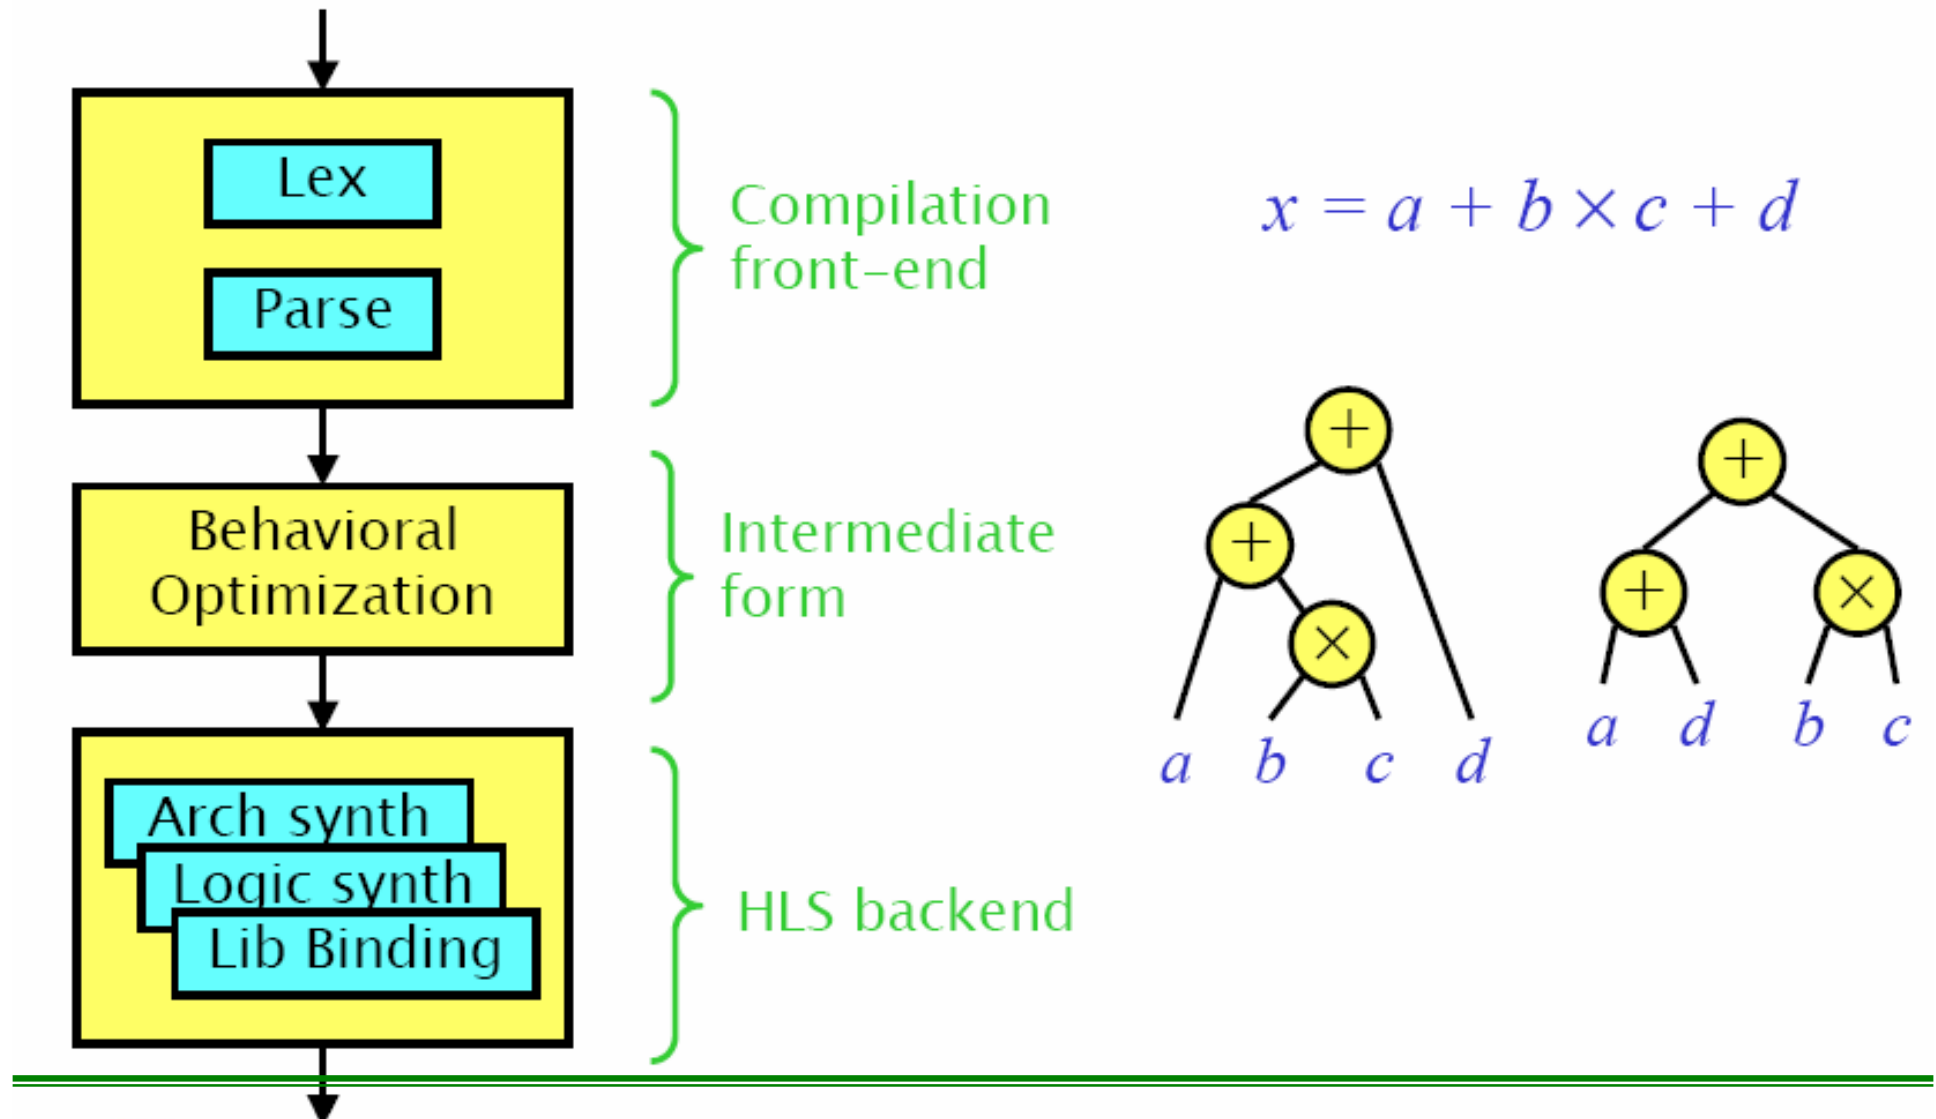 Lex
Parse
Compilation
front-end
x = a + b × c + d
Behavioral
Optimization
Intermediate
form
+
+
×
a b c d
+
+ ×
a d b c
Arch synth
Logic synth
Lib Binding
HLS backend